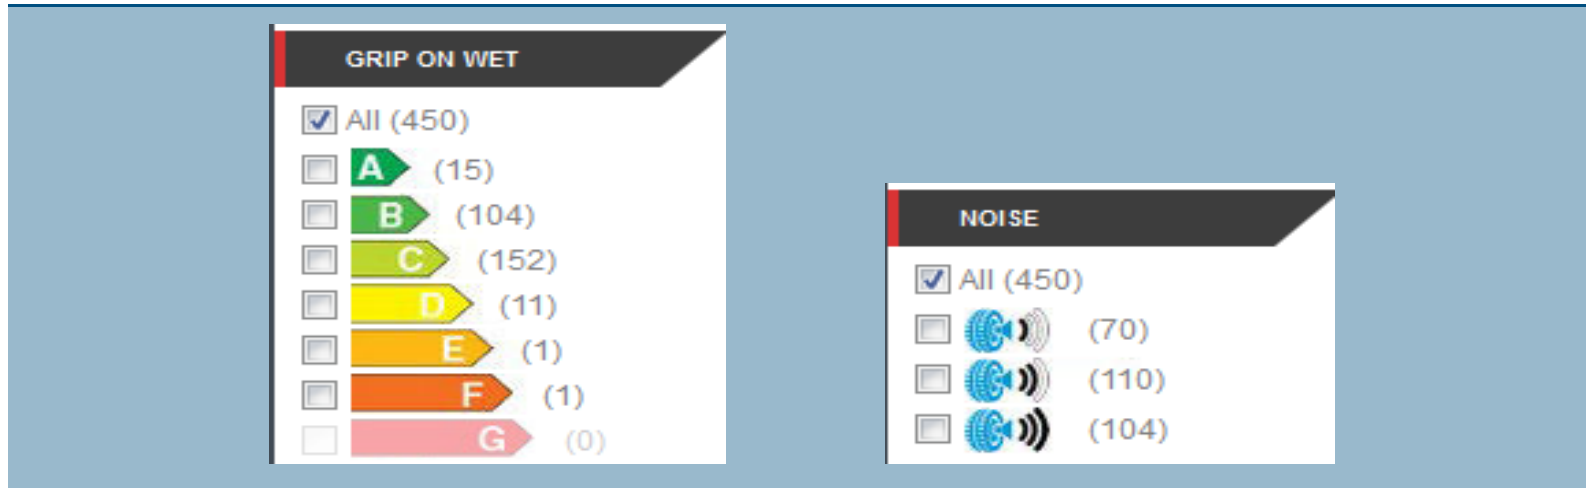 GRIP ON WET
All (450)
A (15)
B (104)
C (152)
D (11)
E (1)
F (1)
G (0)
NOISE
All (450)
(70)
(110)
(104)